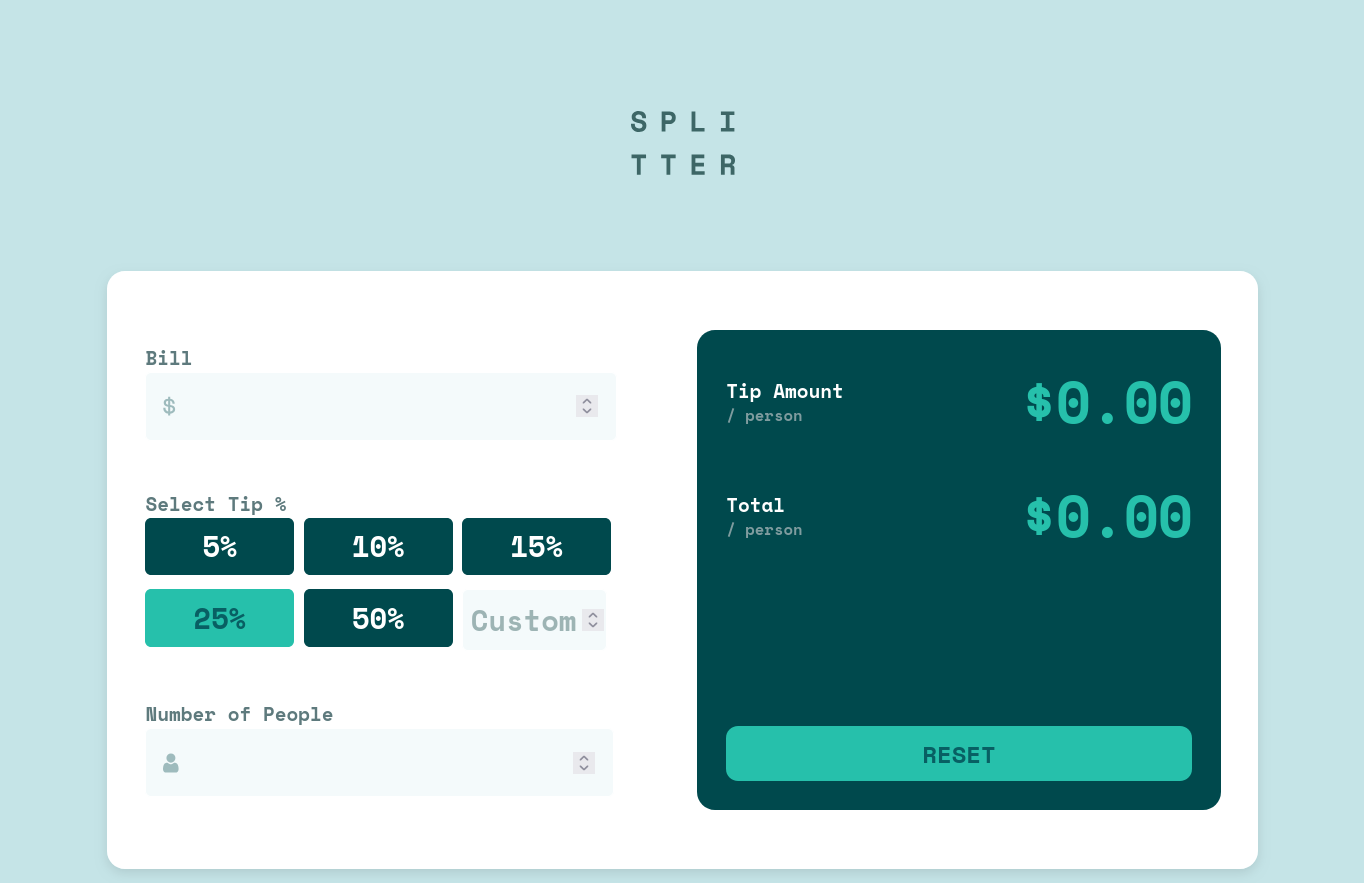 SPLI
TTER
Bill
$
Select Tip %
5% 10% 15%
25% 50% Custom
Number of People
Tip Amount
/ person
$0.00
Total
/ person
$0.00
RESET